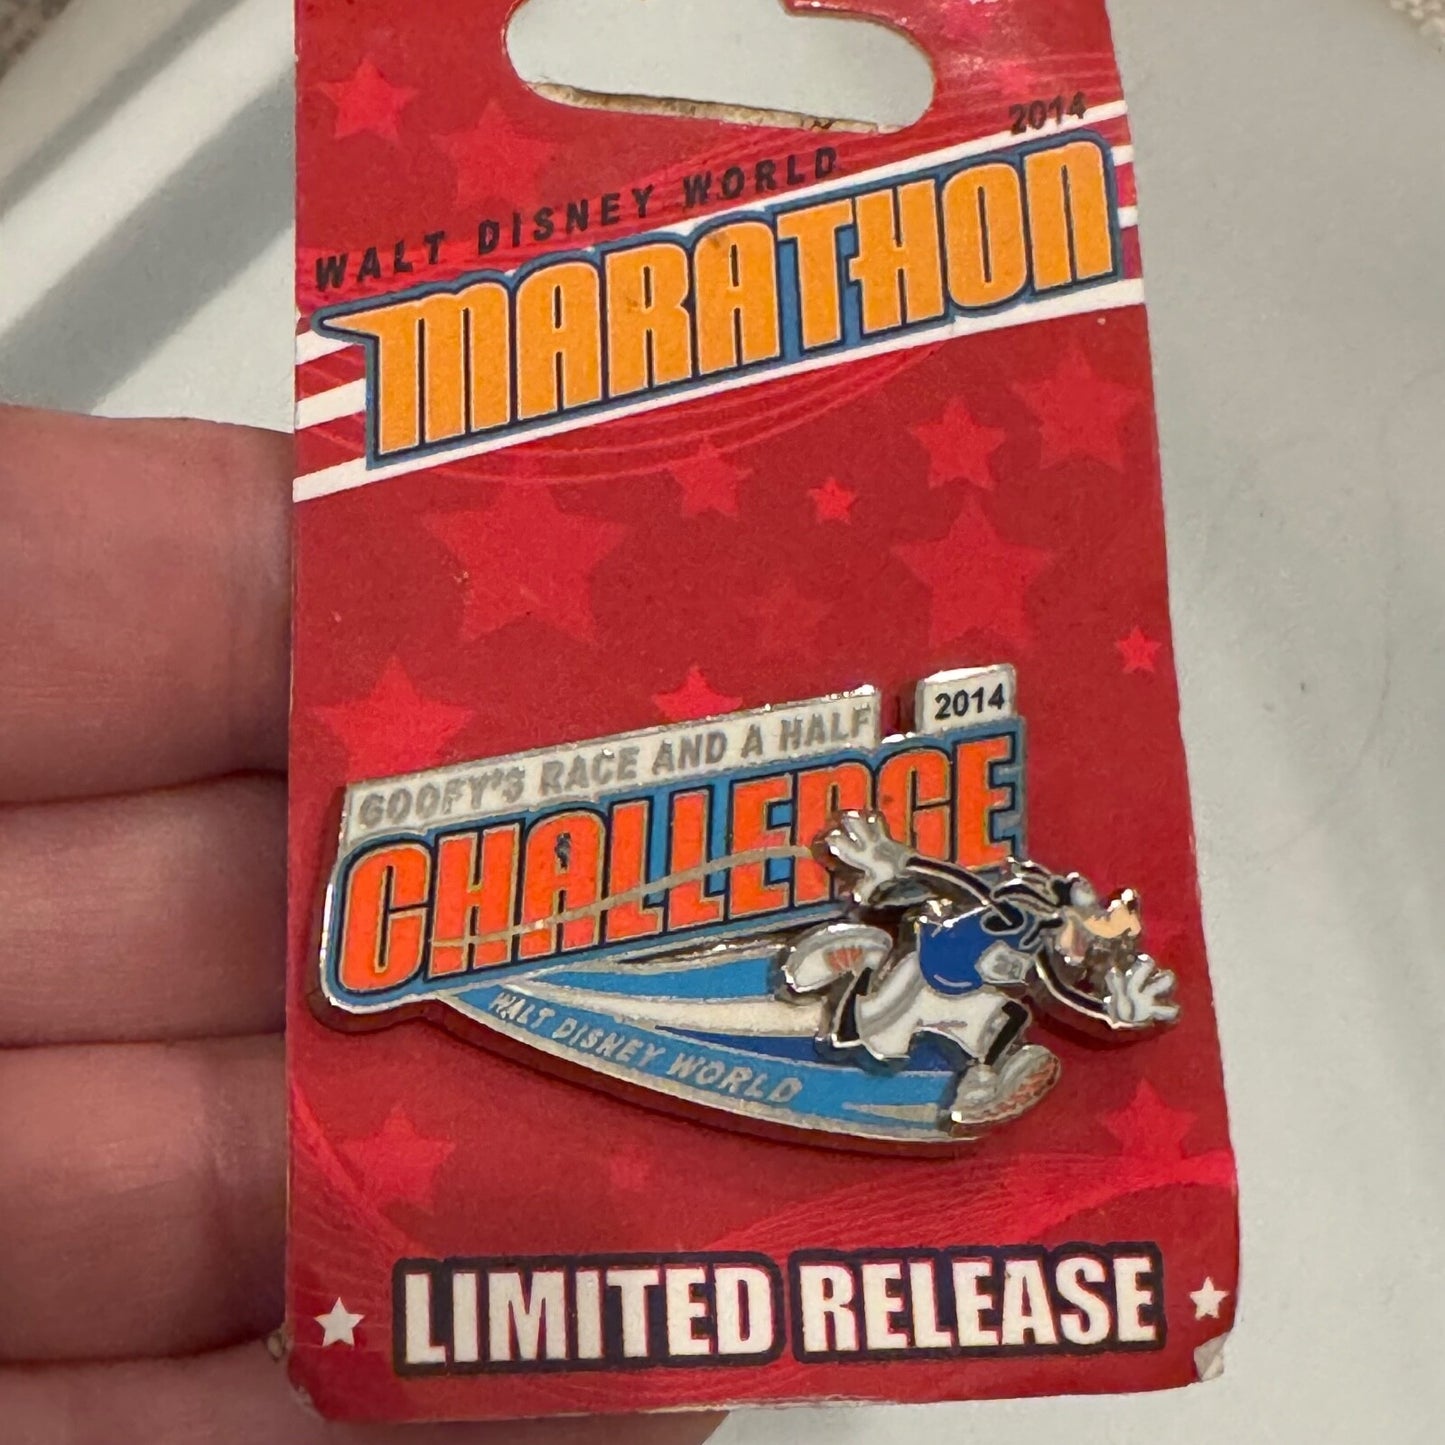 2014
WALT DISNEY WORLD
MARATHON
2014
GOOFY'S RACE AND A HALF
CHALLENGE
WALT DISNEY WORLD
LIMITED RELEASE